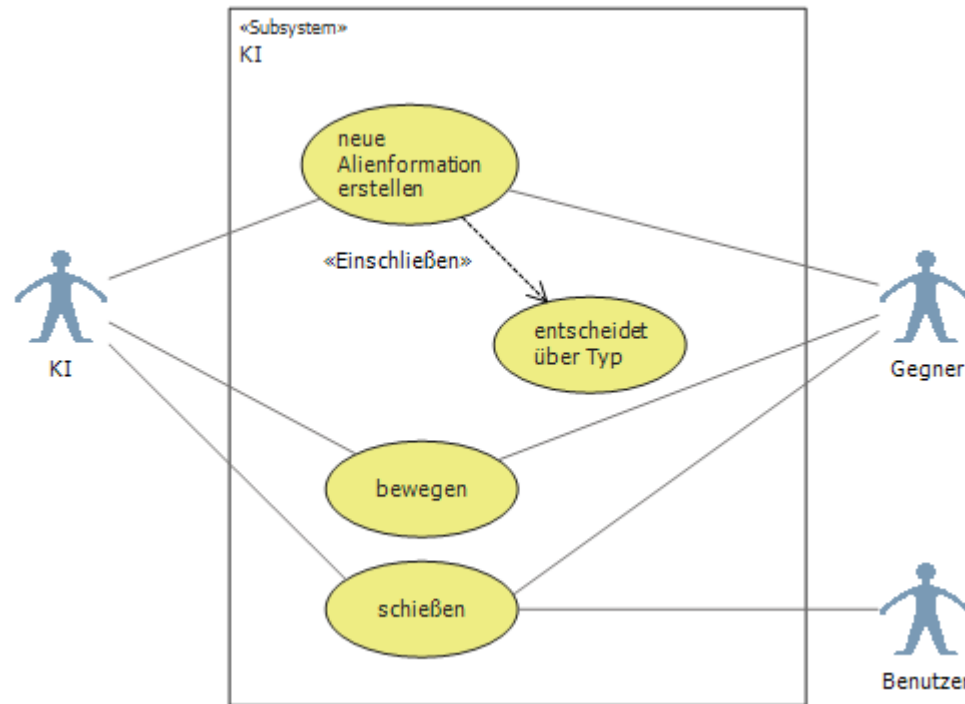 «Subsystem»
KI
neue
Alienformation
erstellen
«Einschließen»
entscheidet
über Typ
KI
Gegner
bewegen
schießen
Benutzer